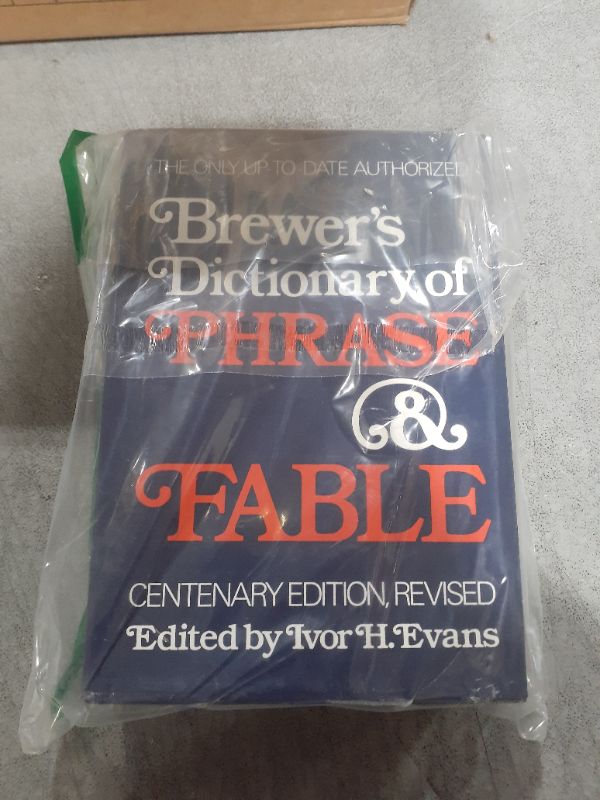 THE ONLY UP-TO-DATE AUTHORIZED
Brewer's
Dictionary of
PHRASE
&
FABLE
CENTENARY EDITION, REVISED
Edited by Ivor H. Evans